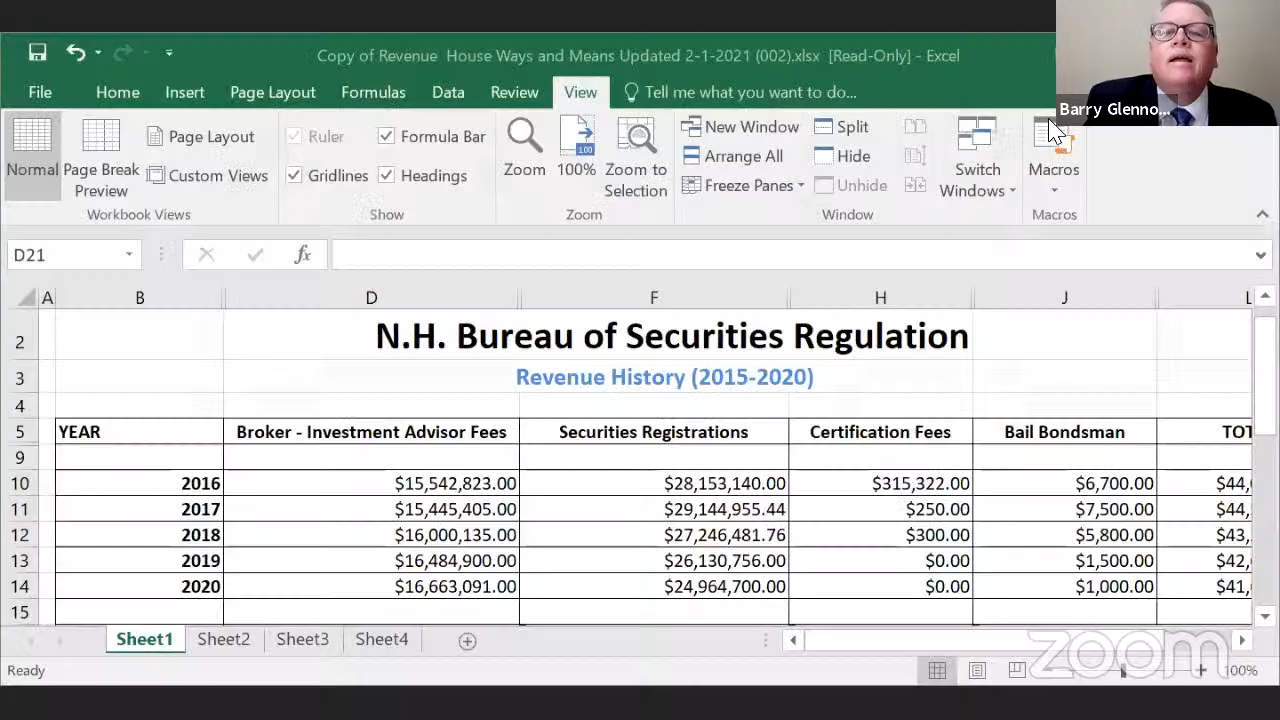 Copy of Revenue House Ways and Means Updated 2-1-2021 (002).xlsx [Read-Only] - Excel
File Home Insert Page Layout Formulas Data Review View Tell me what you want to do...
Barry Glenno...
Normal
Page Break Preview
Page Layout
Custom Views
Workbook Views
Ruler
Formula Bar
Gridlines
Headings
Show
Zoom
100
100%
Zoom to Selection
Zoom
New Window
Arrange All
Freeze Panes
Split
Hide
Unhide
Switch Windows
Window
Macros
Macros
D21 fx
A B D F H J L
2 N.H. Bureau of Securities Regulation
3 Revenue History (2015-2020)
4
5 YEAR Broker - Investment Advisor Fees Securities Registrations Certification Fees Bail Bondsman TOT
9
10 2016 $15,542,823.00 $28,153,140.00 $315,322.00 $6,700.00 $44,
11 2017 $15,445,405.00 $29,144,955.44 $250.00 $7,500.00 $44,
12 2018 $16,000,135.00 $27,246,481.76 $300.00 $5,800.00 $43,
13 2019 $16,484,900.00 $26,130,756.00 $0.00 $1,500.00 $42,
14 2020 $16,663,091.00 $24,964,700.00 $0.00 $1,000.00 $41,
15
Sheet1 Sheet2 Sheet3 Sheet4
zoom
Ready 100%